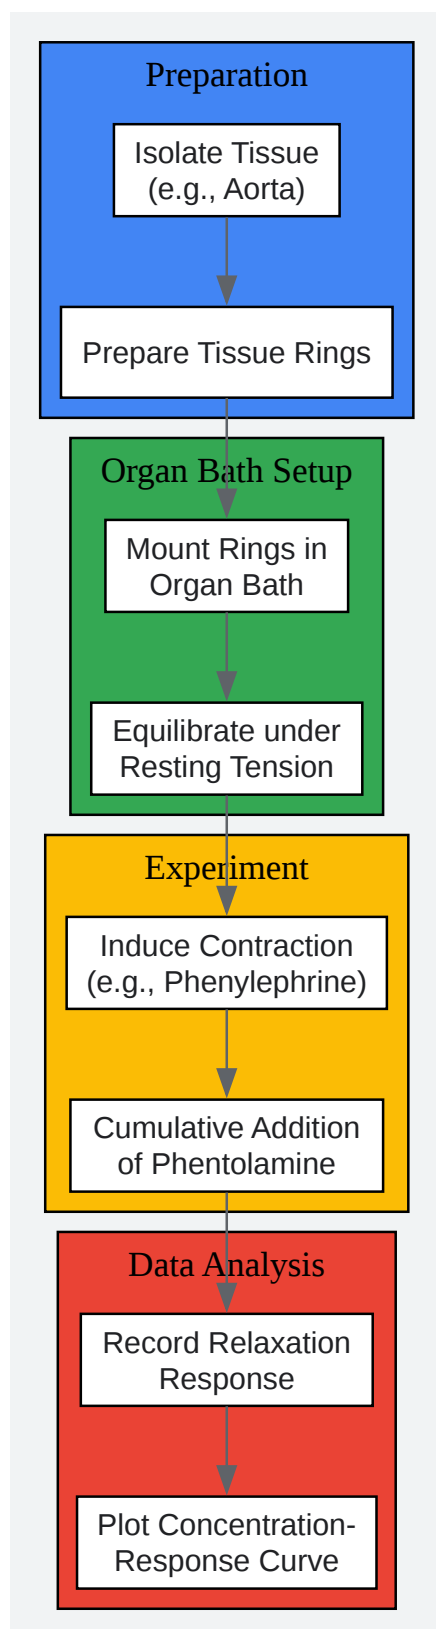 Preparation
Isolate Tissue
(e.g., Aorta)
Prepare Tissue Rings
Organ Bath Setup
Mount Rings in
Organ Bath
Equilibrate under
Resting Tension
Experiment
Induce Contraction
(e.g., Phenylephrine)
Cumulative Addition
of Phentolamine
Data Analysis
Record Relaxation
Response
Plot Concentration-
Response Curve